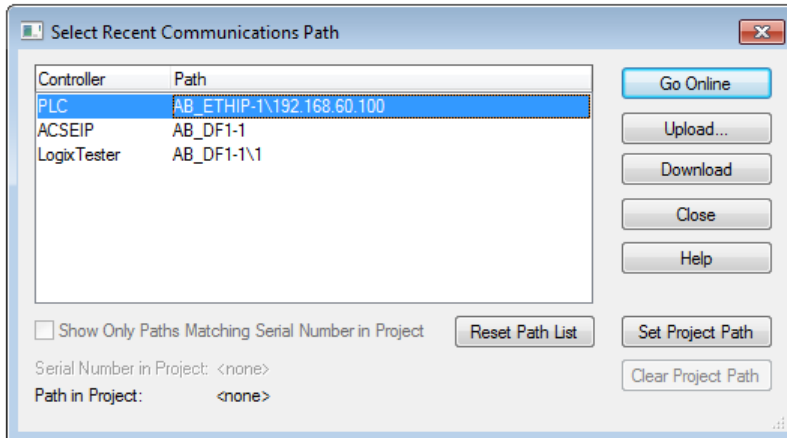 Select Recent Communications Path
Controller Path
PLC AB_ETHIP-1\192.168.60.100
ACSEIP AB_DF1-1
LogixTester AB_DF1-1\1
Go Online
Upload...
Download
Close
Help
Show Only Paths Matching Serial Number in Project
Reset Path List
Set Project Path
Serial Number in Project: <none>
Clear Project Path
Path in Project: <none>